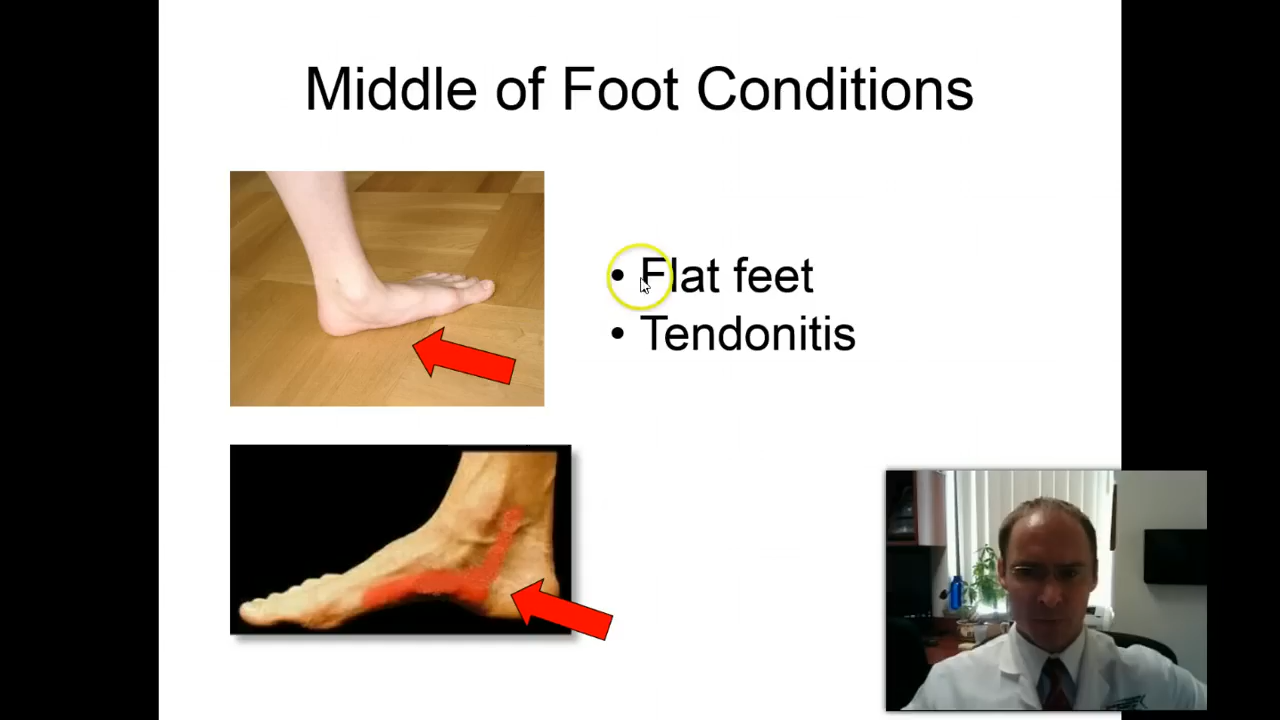 Middle of Foot Conditions
• Flat feet
• Tendonitis